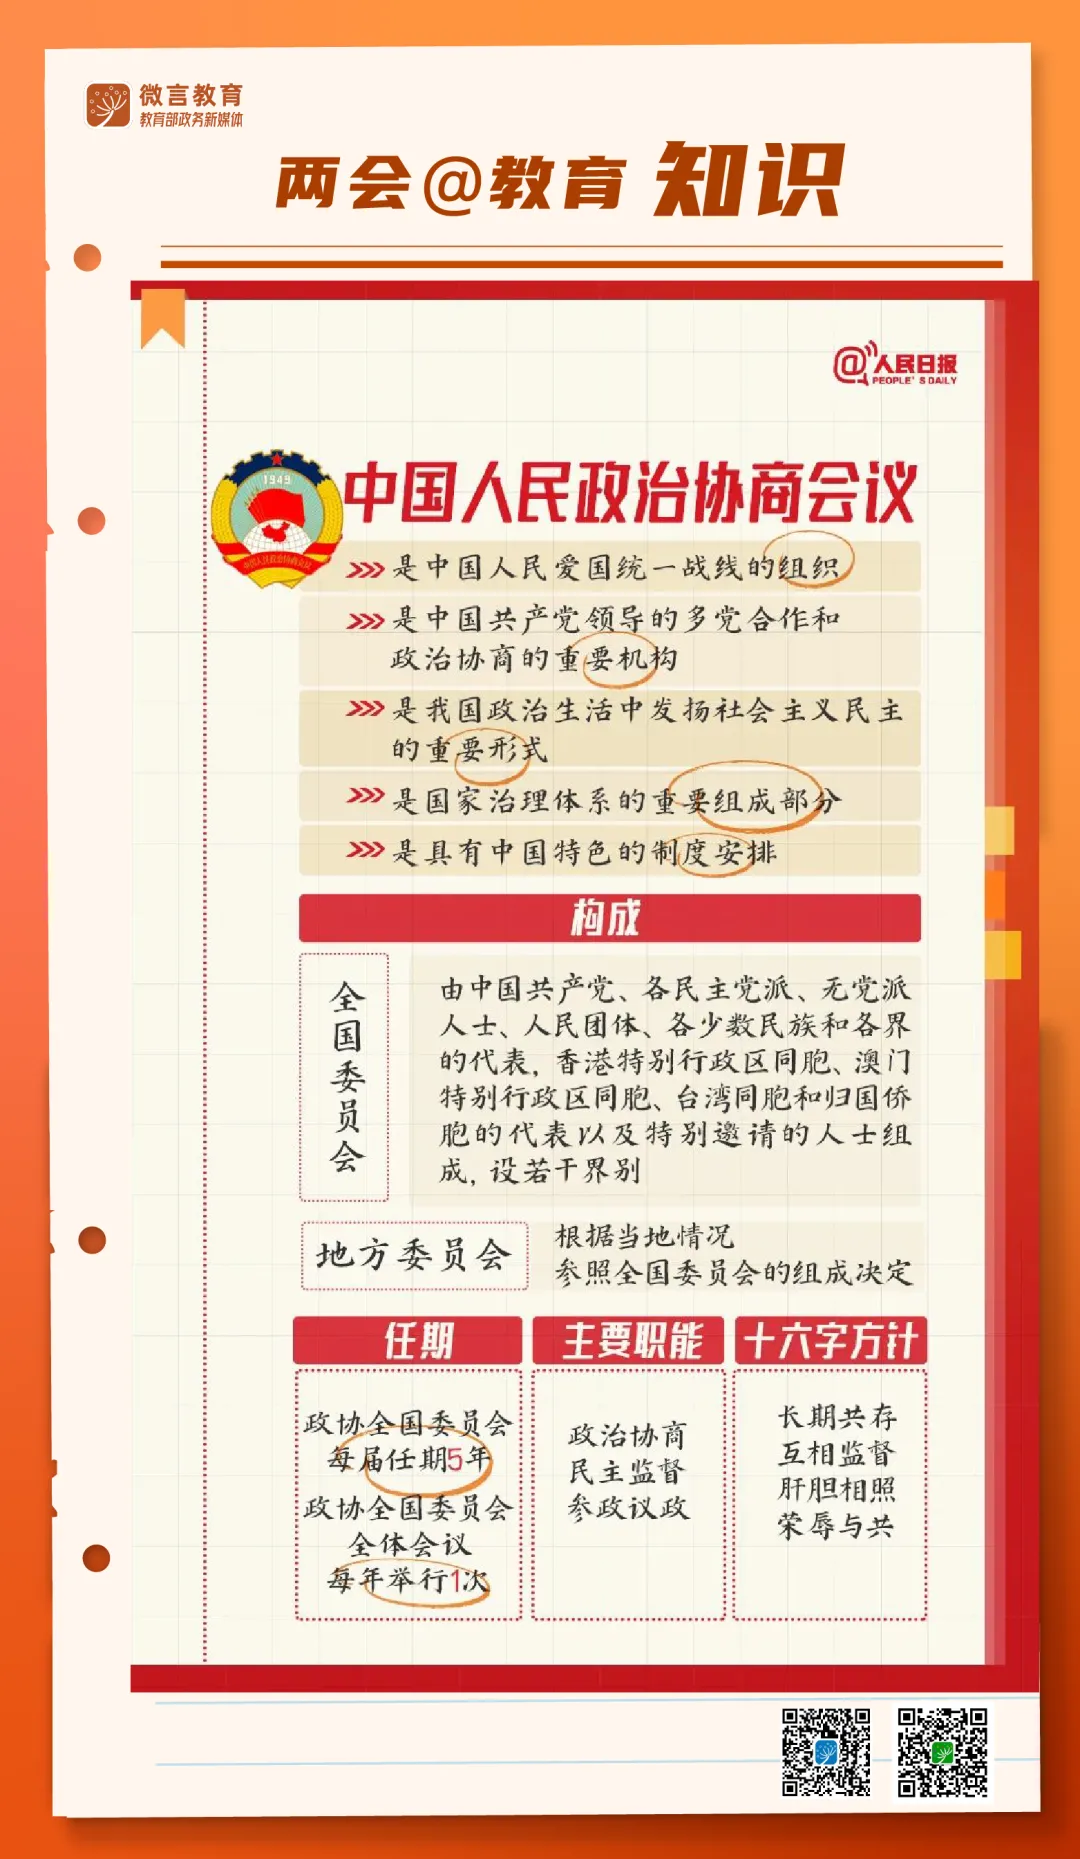 微言教育
教育部政务新媒体
两会@教育 知识
@人民日报
PEOPLE'S DAILY
1949
中国人民政治协商会议
中国人民政治协商会议
>>> 是中国人民爱国统一战线的组织
>>> 是中国共产党领导的多党合作和
政治协商的重要机构
>>> 是我国政治生活中发扬社会主义民主
的重要形式
>>> 是国家治理体系的重要组成部分
>>> 是具有中国特色的制度安排
构成
全国委员会
由中国共产党、各民主党派、无党派
人士、人民团体、各少数民族和各界
的代表，香港特别行政区同胞、澳门
特别行政区同胞、台湾同胞和归国侨
胞的代表以及特别邀请的人士组
成，设若干界别
地方委员会
根据当地情况
参照全国委员会的组成决定
任期
政协全国委员会
每届任期5年
政协全国委员会
全体会议
每年举行1次
主要职能
政治协商
民主监督
参政议政
十六字方针
长期共存
互相监督
肝胆相照
荣辱与共